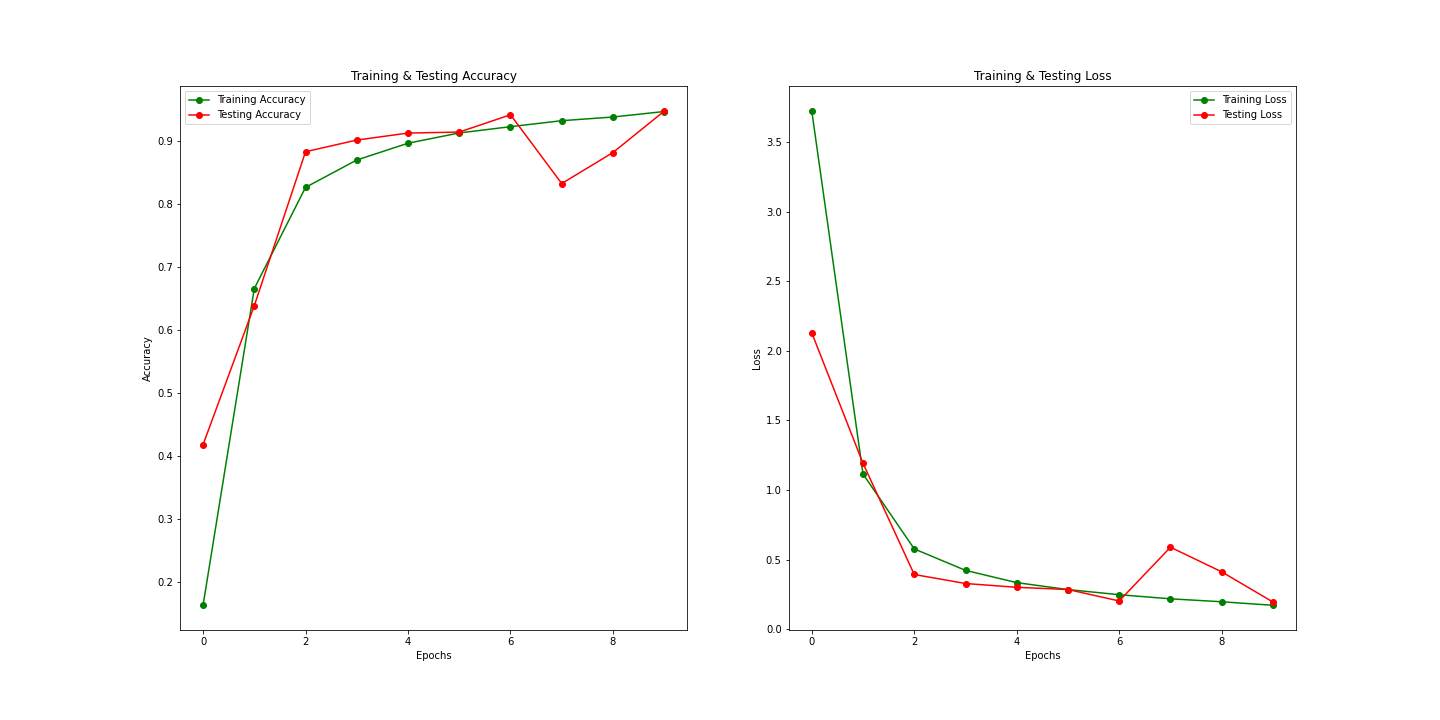 Training & Testing Accuracy
Training Accuracy
Testing Accuracy
0.9
0.8
0.7
0.6
0.5
0.4
0.3
0.2
Accuracy
0 2 4 6 8
Epochs
Training & Testing Loss
Training Loss
Testing Loss
3.5
3.0
2.5
2.0
1.5
1.0
0.5
0.0
Loss
0 2 4 6 8
Epochs